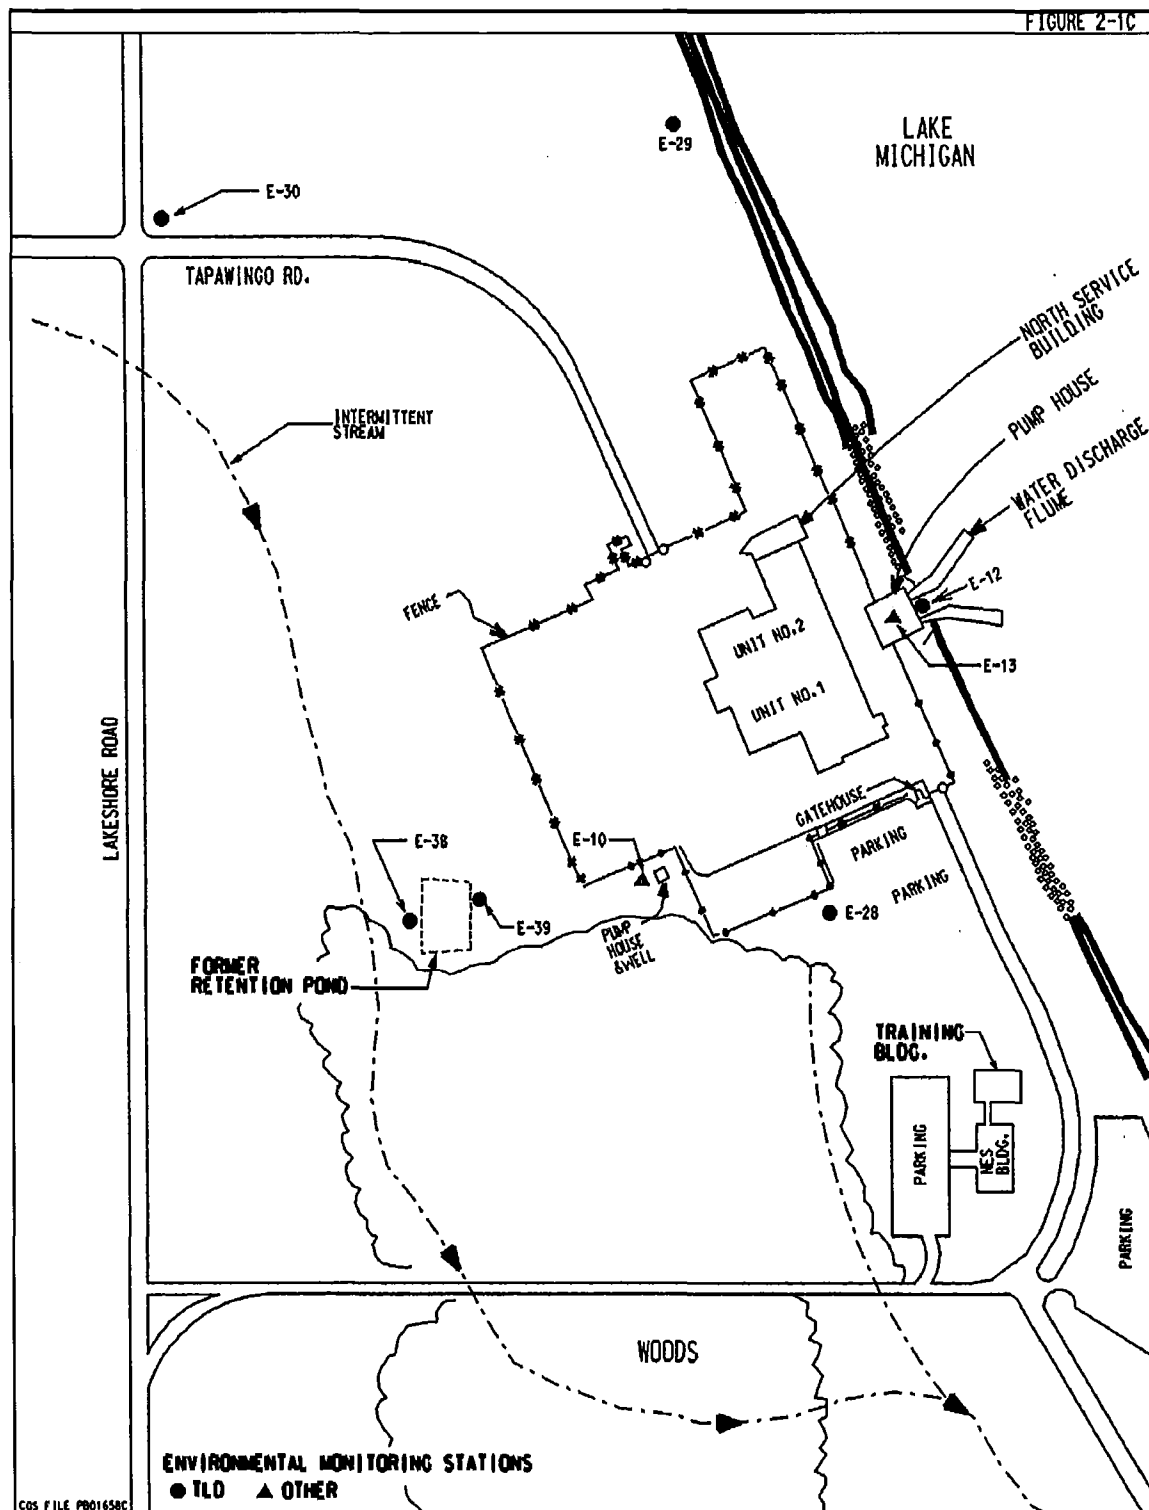 FIGURE 2-1C
LAKE
MICHIGAN
E-29
E-30
TAPAWINGO RD.
NORTH SERVICE
BUILDING
PUMP HOUSE
WATER DISCHARGE
FLUME
INTERMITTENT
STREAM
E-12
FENCE
UNIT NO.2
E-13
UNIT NO.1
LAKESHORE ROAD
GATEHOUSE
PARKING
PARKING
E-38
E-10
E-28
E-39
PUMP
HOUSE
&WELL
FORMER
RETENTION POND
TRAINING
BLDG.
PARKING
NES
BLDG.
PARKING
WOODS
ENVIRONMENTAL MONITORING STATIONS
TLD
OTHER
COS FILE PB01658C